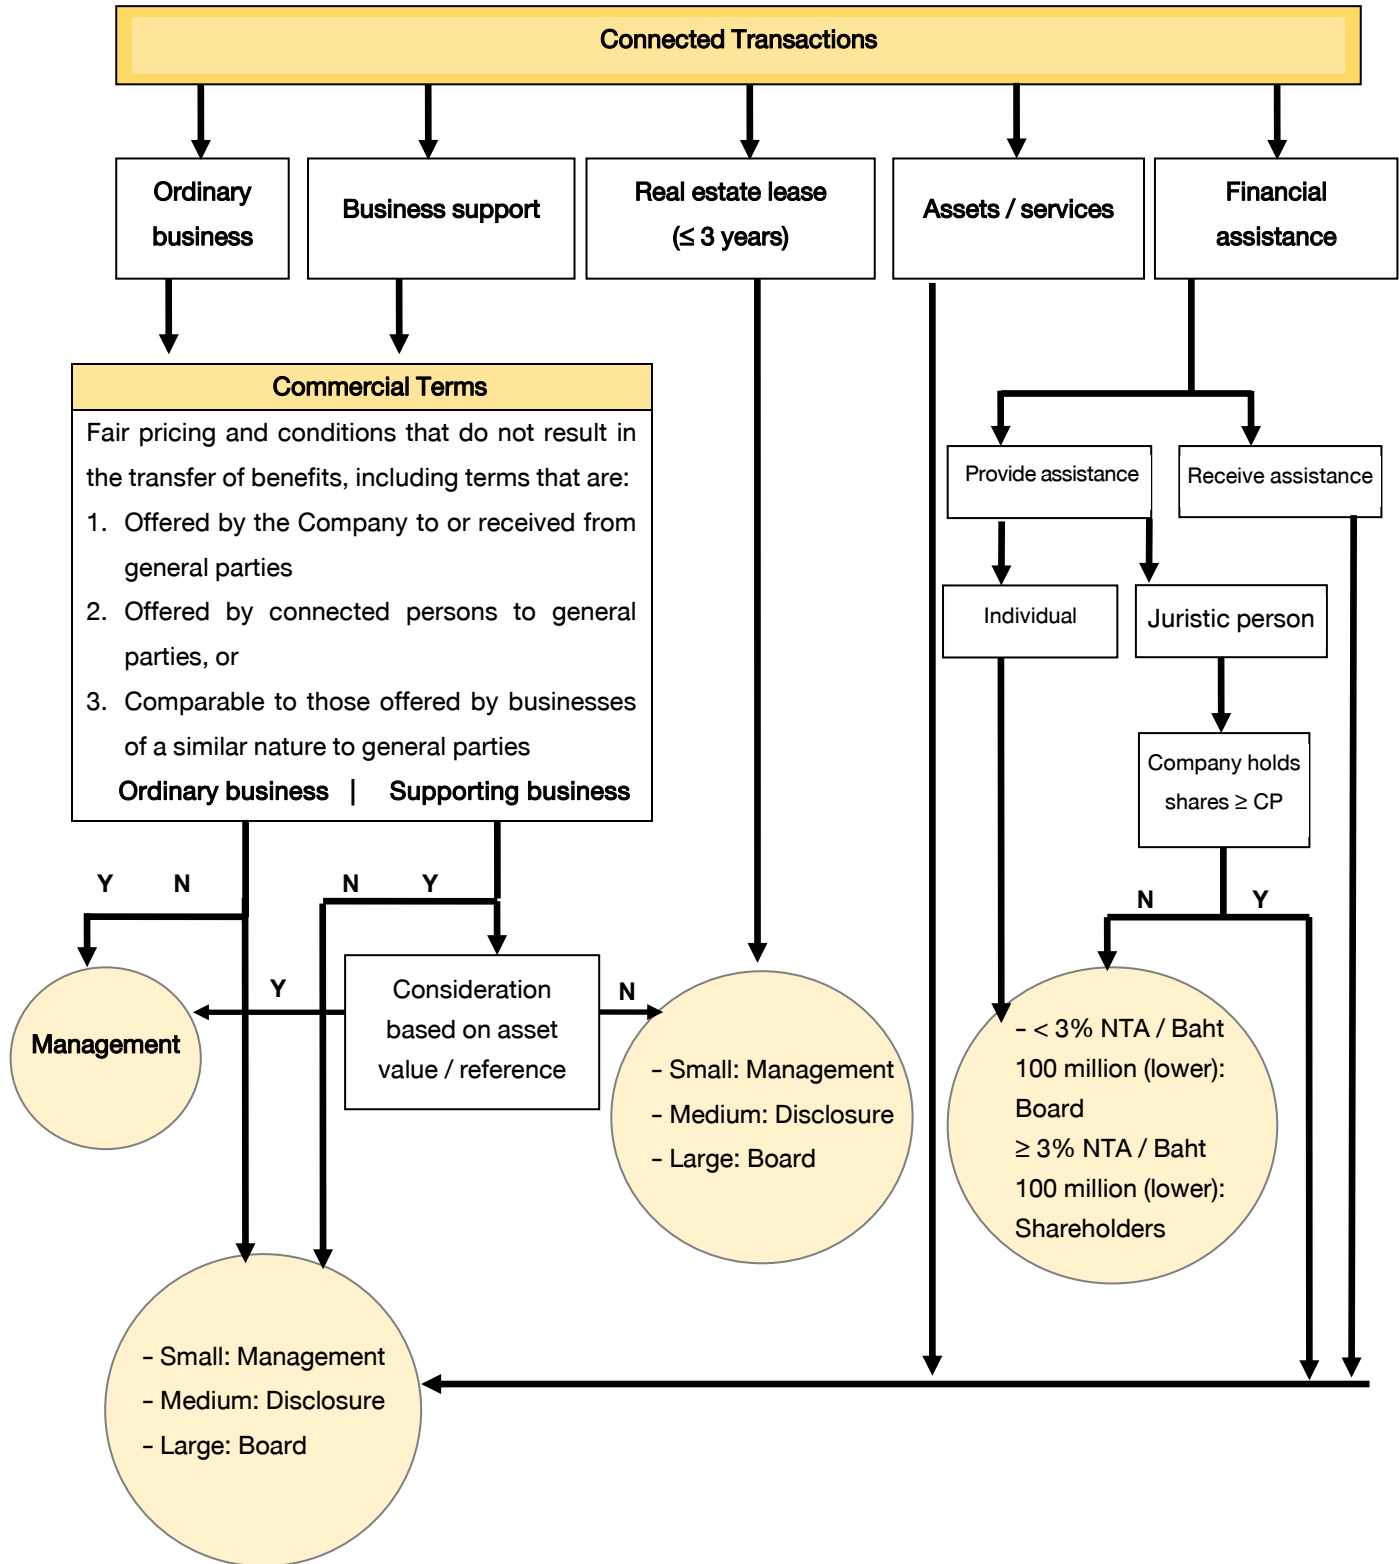 Connected Transactions
Ordinary
business
Business support
Real estate lease
(≤ 3 years)
Assets / services
Financial
assistance
Commercial Terms
Fair pricing and conditions that do not result in
the transfer of benefits, including terms that are:
1. Offered by the Company to or received from
general parties
2. Offered by connected persons to general
parties, or
3. Comparable to those offered by businesses
of a similar nature to general parties
Ordinary business | Supporting business
Provide assistance
Receive assistance
Individual
Juristic person
Company holds
shares ≥ CP
Y N
N Y
N Y
Management
Y
Consideration
based on asset
value / reference
N
– Small: Management
– Medium: Disclosure
– Large: Board
– < 3% NTA / Baht
100 million (lower):
Board
≥ 3% NTA / Baht
100 million (lower):
Shareholders
– Small: Management
– Medium: Disclosure
– Large: Board